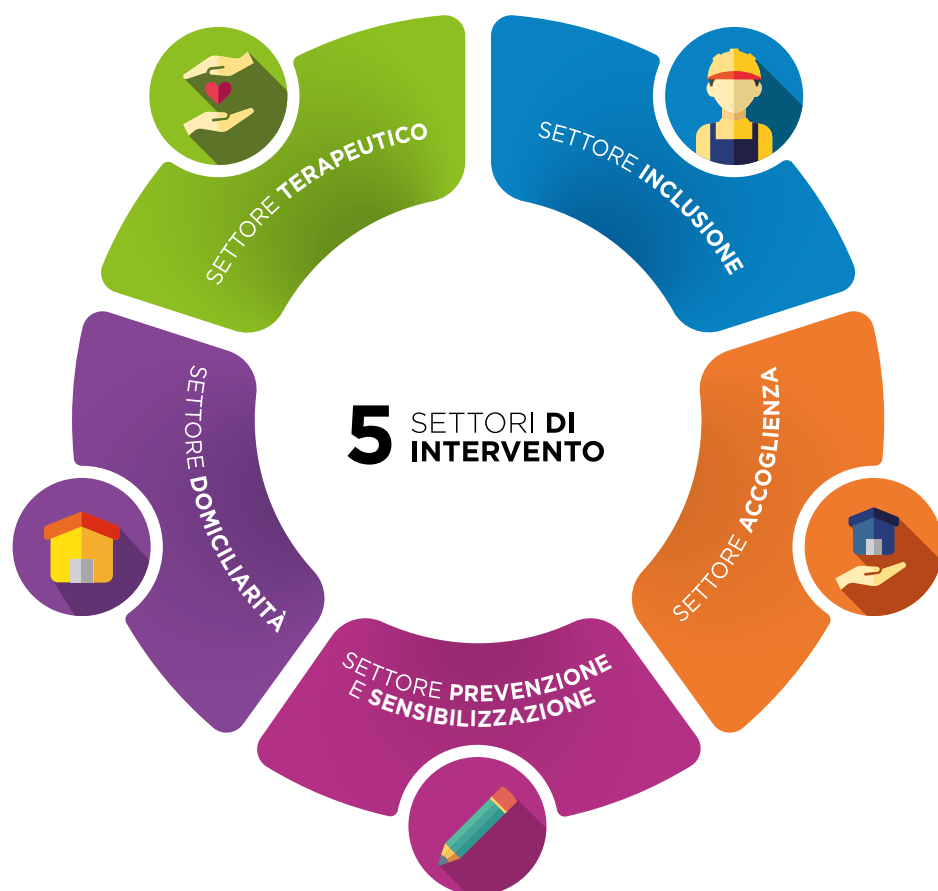 SETTORE TERAPEUTICO
SETTORE INCLUSIONE
SETTORE DOMICILIARITÀ
5 SETTORI DI
INTERVENTO
SETTORE ACCOGLIENZA
SETTORE PREVENZIONE
E SENSIBILIZZAZIONE